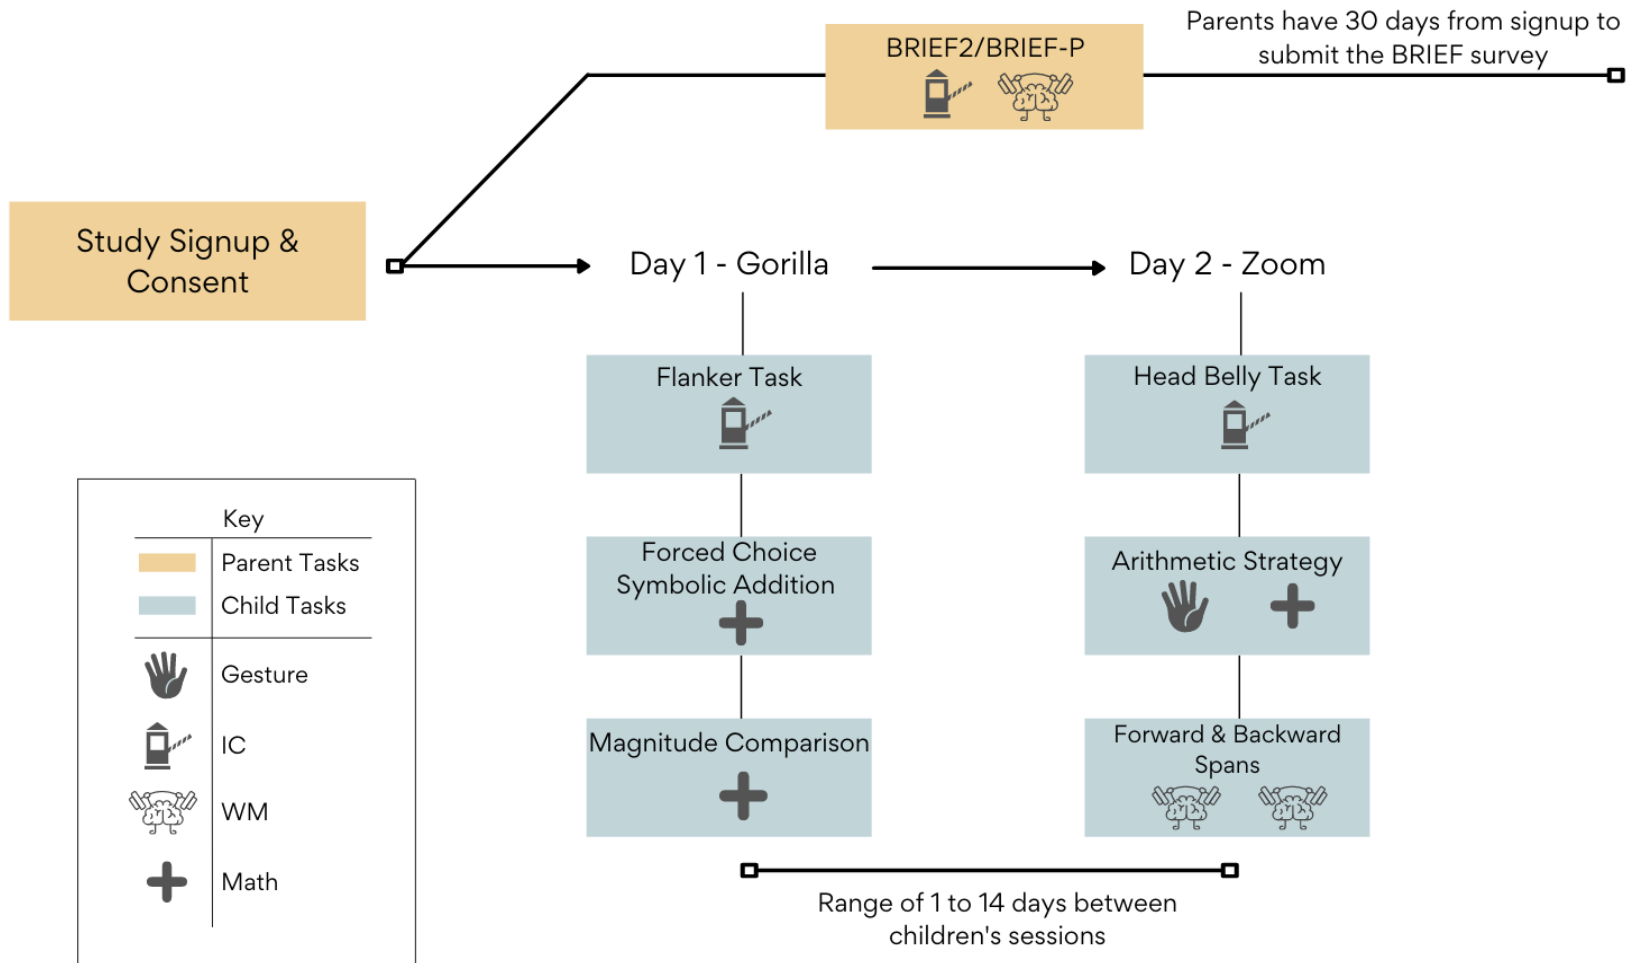 Parents have 30 days from signup to
submit the BRIEF survey
BRIEF2/BRIEF-P
Study Signup &
Consent
Day 1 - Gorilla
Day 2 - Zoom
Flanker Task
Head Belly Task
Forced Choice
Symbolic Addition
Arithmetic Strategy
Magnitude Comparison
Forward & Backward
Spans
Range of 1 to 14 days between
children's sessions
Key
Parent Tasks
Child Tasks
Gesture
IC
WM
Math